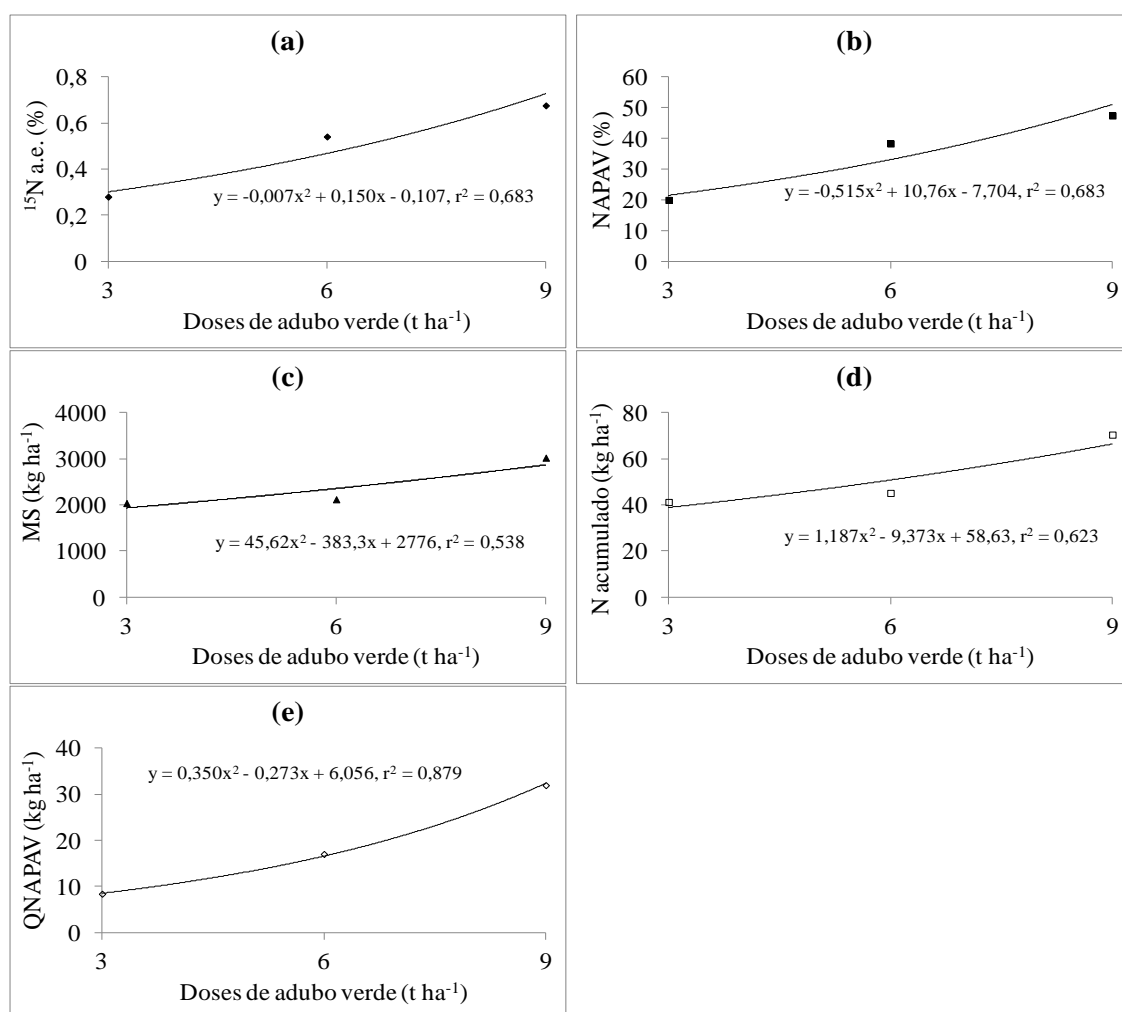 (a)
¹⁵N a.e. (%)
0,8
0,6
0,4
0,2
0
y = -0,007x² + 0,150x - 0,107, r² = 0,683
3 6 9
Doses de adubo verde (t ha⁻¹)
(b)
NAPAV (%)
60
50
40
30
20
10
0
y = -0,515x² + 10,76x - 7,704, r² = 0,683
3 6 9
Doses de adubo verde (t ha⁻¹)
(c)
MS (kg ha⁻¹)
4000
3000
2000
1000
0
y = 45,62x² - 383,3x + 2776, r² = 0,538
3 6 9
Doses de adubo verde (t ha⁻¹)
(d)
N acumulado (kg ha⁻¹)
80
60
40
20
0
y = 1,187x² - 9,373x + 58,63, r² = 0,623
3 6 9
Doses de adubo verde (t ha⁻¹)
(e)
QNAPAV (kg ha⁻¹)
40
30
20
10
0
y = 0,350x² - 0,273x + 6,056, r² = 0,879
3 6 9
Doses de adubo verde (t ha⁻¹)